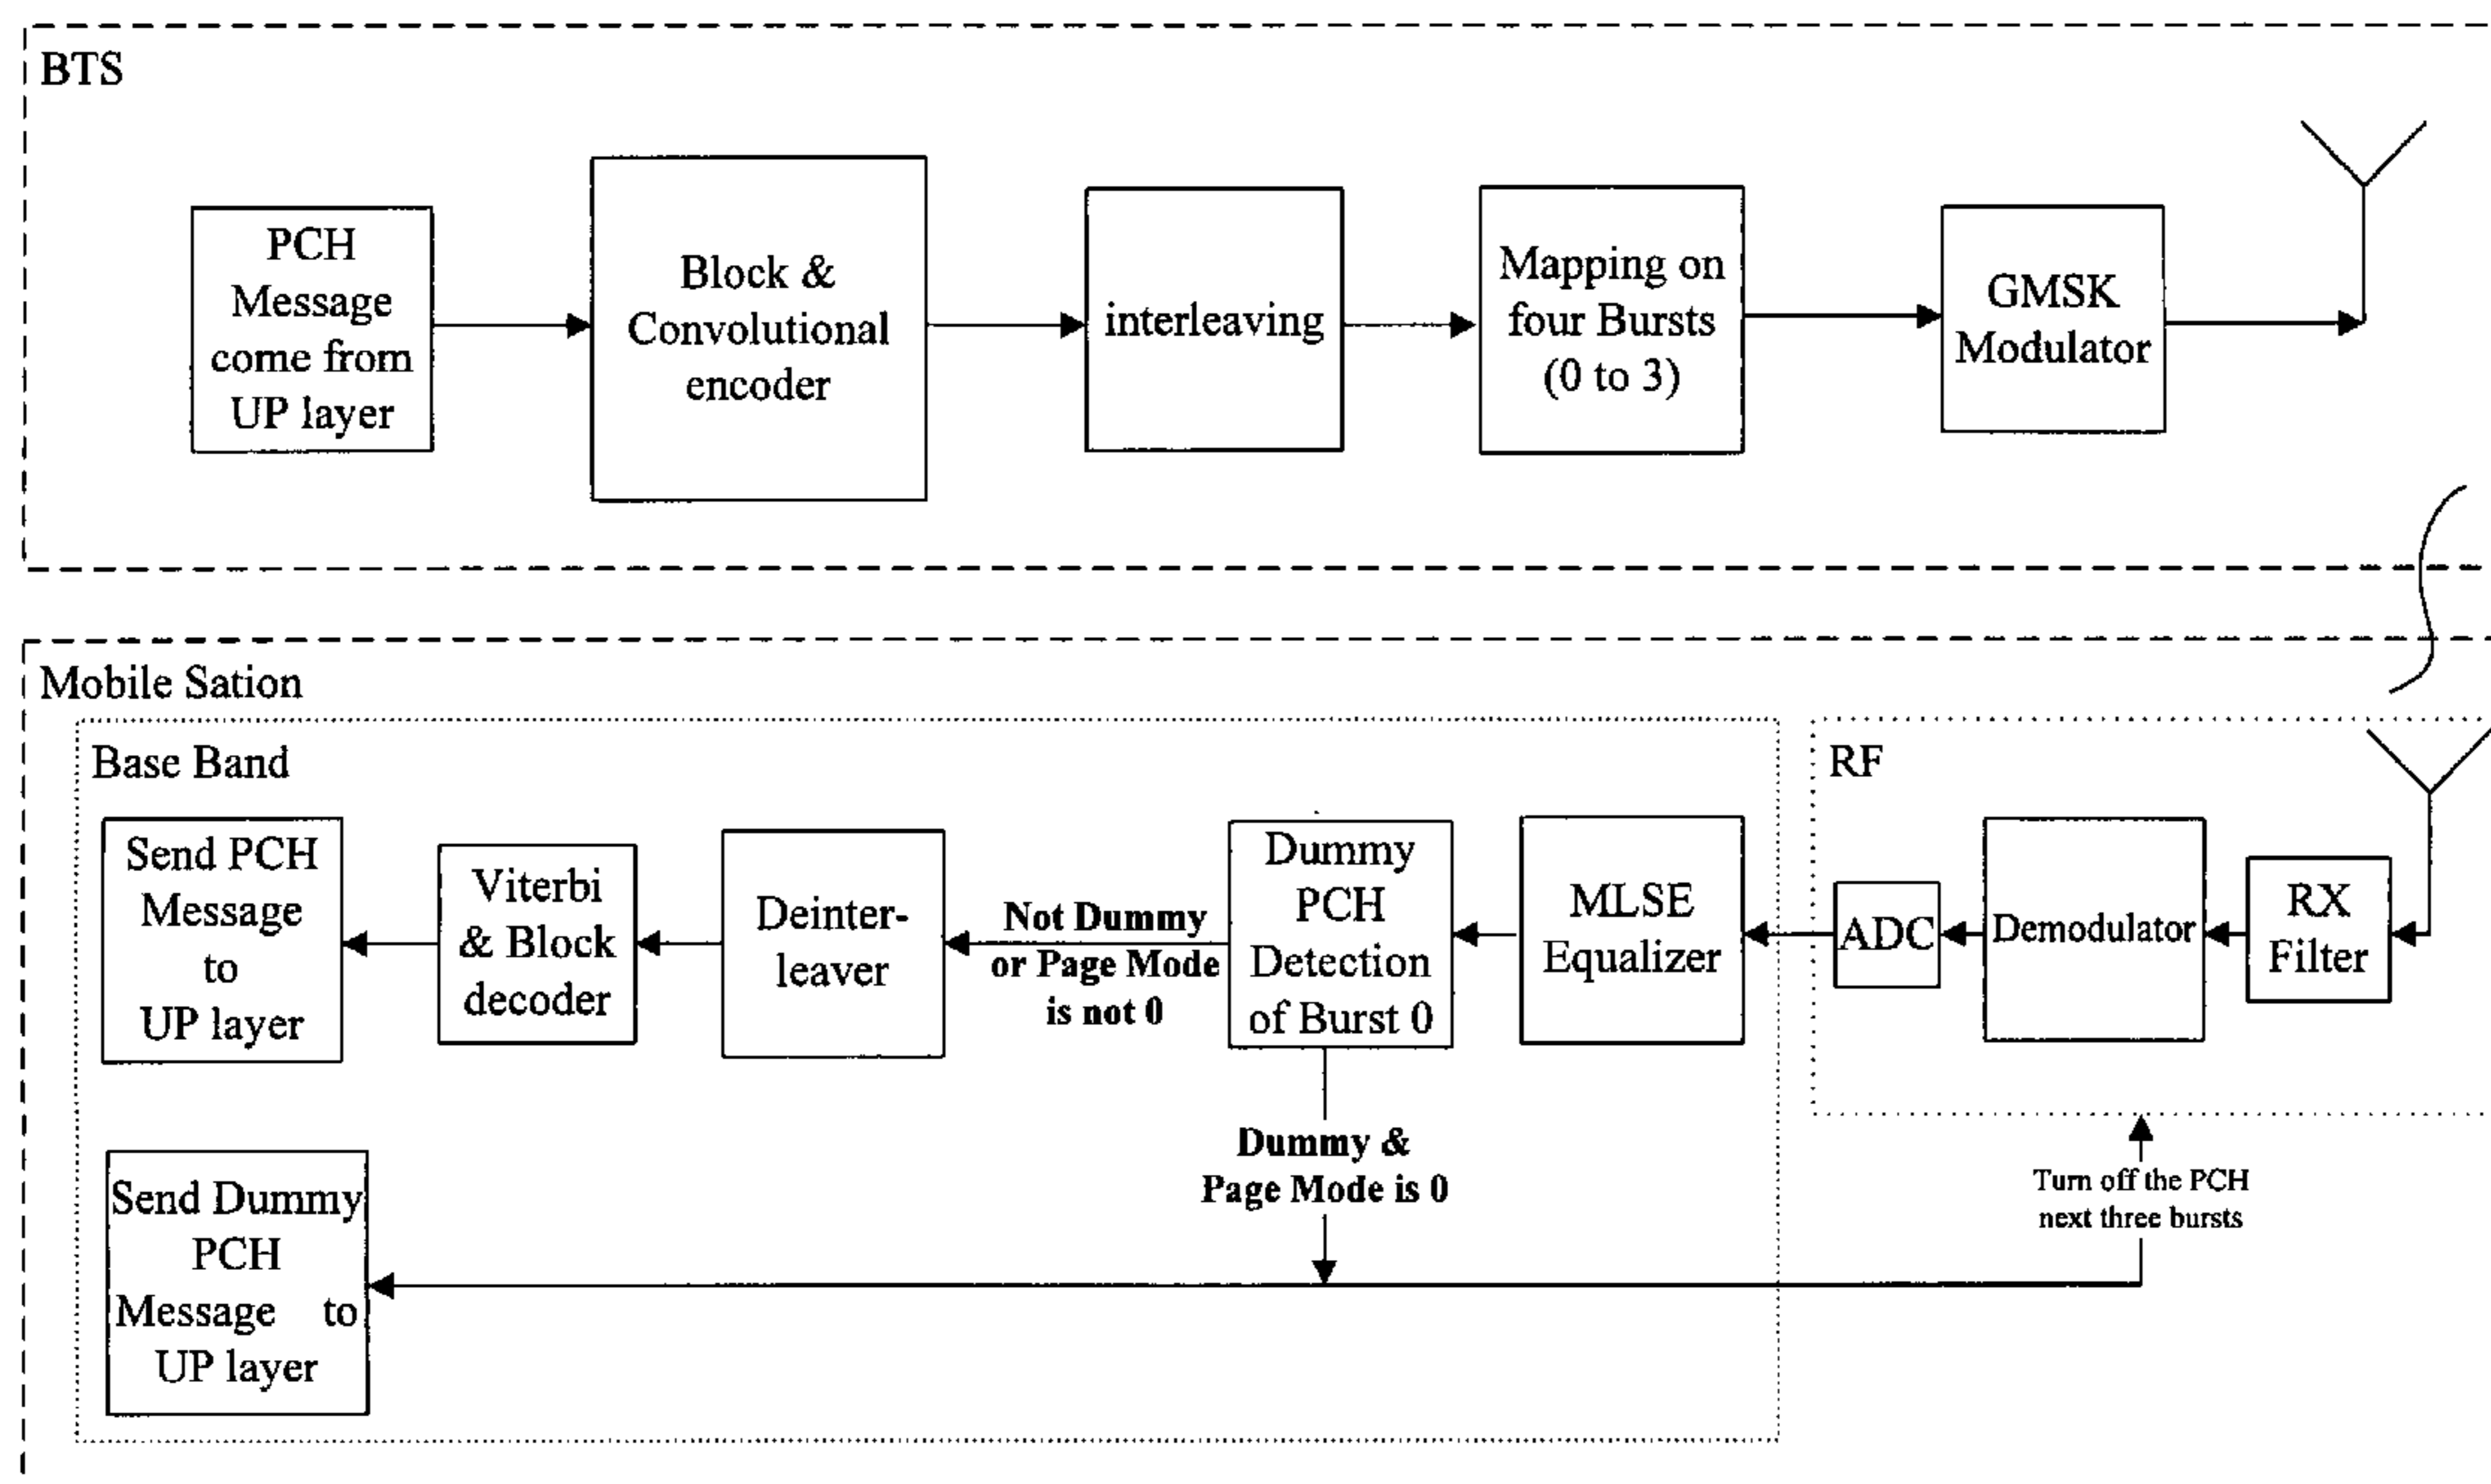 BTS
PCH
Message
come from
UP layer
Block &
Convolutional
encoder
interleaving
Mapping on
four Bursts
(0 to 3)
GMSK
Modulator
Mobile Sation
Base Band
RF
Send PCH
Message
to
UP layer
Viterbi
& Block
decoder
Deinter-
leaver
Not Dummy
or Page Mode
is not 0
Dummy
PCH
Detection
of Burst 0
MLSE
Equalizer
ADC
Demodulator
RX
Filter
Dummy &
Page Mode is 0
Turn off the PCH
next three bursts
Send Dummy
PCH
Message to
UP layer